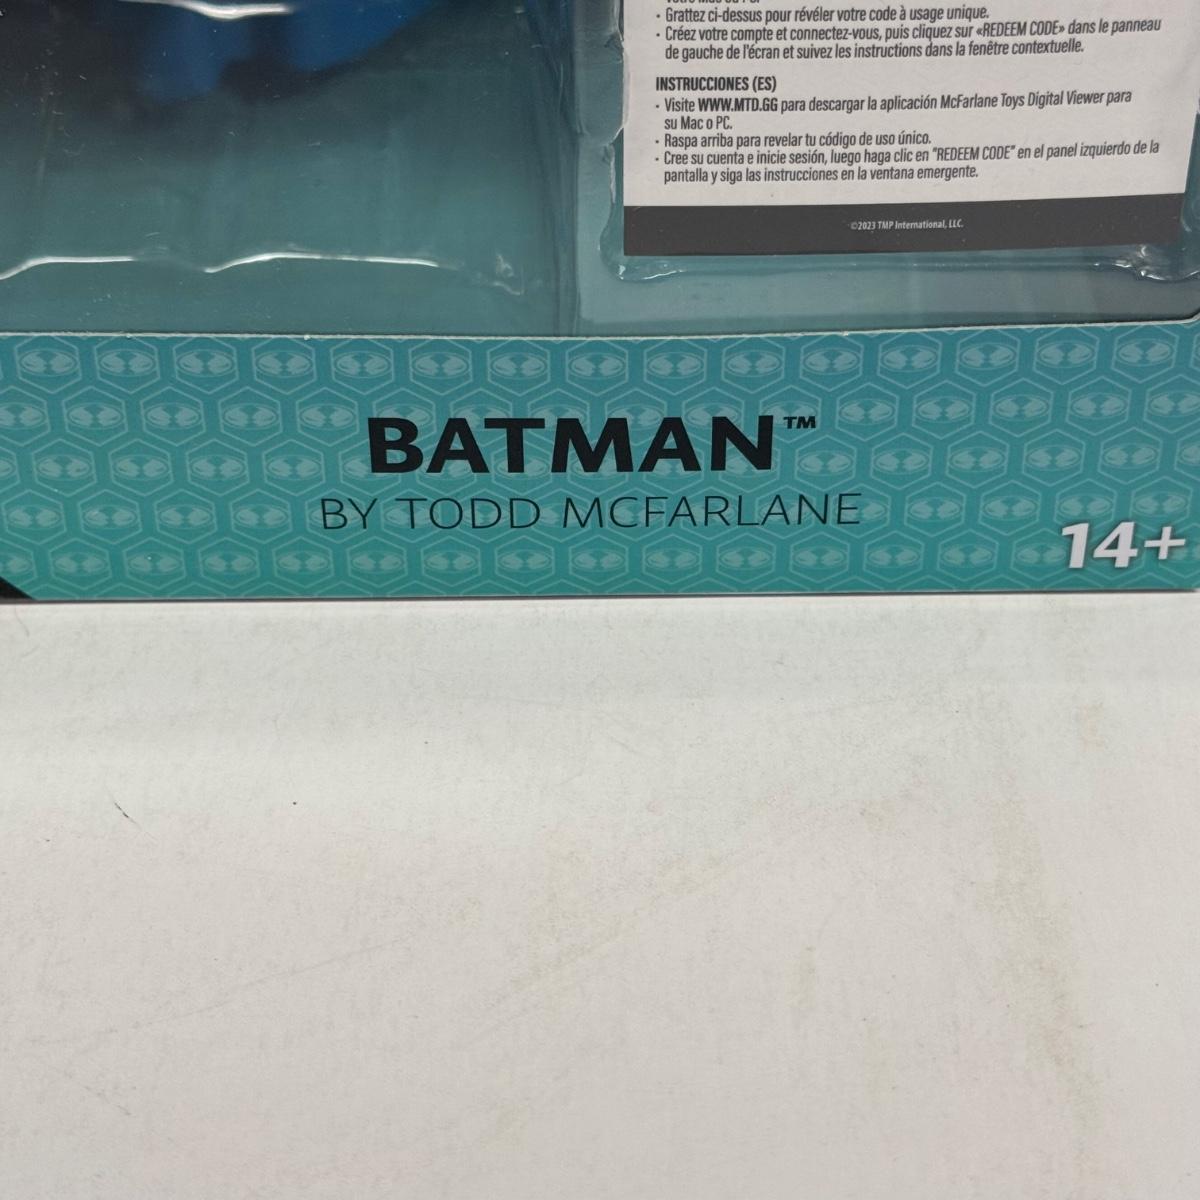 votre Mac ou PC.
· Grattez ci-dessus pour révéler votre code à usage unique.
· Créez votre compte et connectez-vous, puis cliquez sur «REDEEM CODE» dans le panneau
de gauche de l'écran et suivez les instructions dans la fenêtre contextuelle.
INSTRUCCIONES (ES)
· Visite WWW.MTD.GG para descargar la aplicación McFarlane Toys Digital Viewer para
su Mac o PC.
· Raspa arriba para revelar tu código de uso único.
· Cree su cuenta e inicie sesión, luego haga clic en "REDEEM CODE" en el panel izquierdo de la
pantalla y siga las instrucciones en la ventana emergente.
©2023 TMP International, LLC.
BATMAN™
BY TODD MCFARLANE
14+